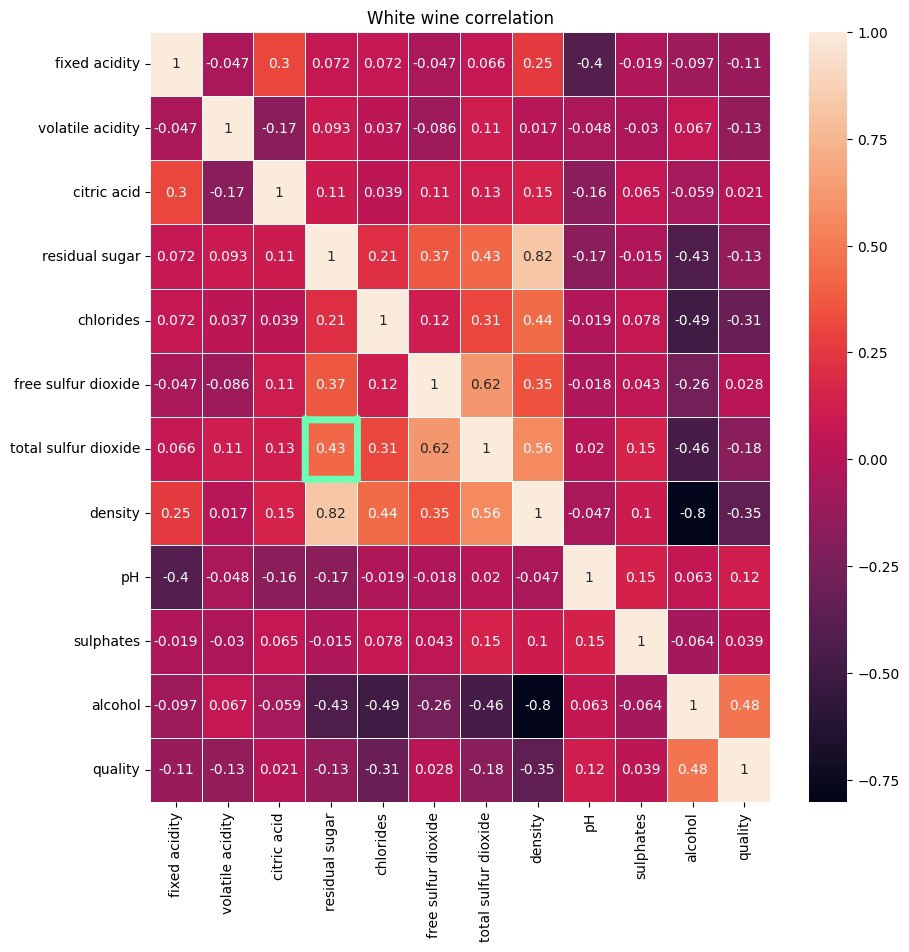 White wine correlation
fixed acidity 1 -0.047 0.3 0.072 0.072 -0.047 0.066 0.25 -0.4 -0.019 -0.097 -0.11
volatile acidity -0.047 1 -0.17 0.093 0.037 -0.086 0.11 0.017 -0.048 -0.03 0.067 -0.13
citric acid 0.3 -0.17 1 0.11 0.039 0.11 0.13 0.15 -0.16 0.065 -0.059 0.021
residual sugar 0.072 0.093 0.11 1 0.21 0.37 0.43 0.82 -0.17 -0.015 -0.43 -0.13
chlorides 0.072 0.037 0.039 0.21 1 0.12 0.31 0.44 -0.019 0.078 -0.49 -0.31
free sulfur dioxide -0.047 -0.086 0.11 0.37 0.12 1 0.62 0.35 -0.018 0.043 -0.26 0.028
total sulfur dioxide 0.066 0.11 0.13 0.43 0.31 0.62 1 0.56 0.02 0.15 -0.46 -0.18
density 0.25 0.017 0.15 0.82 0.44 0.35 0.56 1 -0.047 0.1 -0.8 -0.35
pH -0.4 -0.048 -0.16 -0.17 -0.019 -0.018 0.02 -0.047 1 0.15 0.063 0.12
sulphates -0.019 -0.03 0.065 -0.015 0.078 0.043 0.15 0.1 0.15 1 -0.064 0.039
alcohol -0.097 0.067 -0.059 -0.43 -0.49 -0.26 -0.46 -0.8 0.063 -0.064 1 0.48
quality -0.11 -0.13 0.021 -0.13 -0.31 0.028 -0.18 -0.35 0.12 0.039 0.48 1
fixed acidity
volatile acidity
citric acid
residual sugar
chlorides
free sulfur dioxide
total sulfur dioxide
density
pH
sulphates
alcohol
quality
1.00
0.75
0.50
0.25
0.00
−0.25
−0.50
−0.75